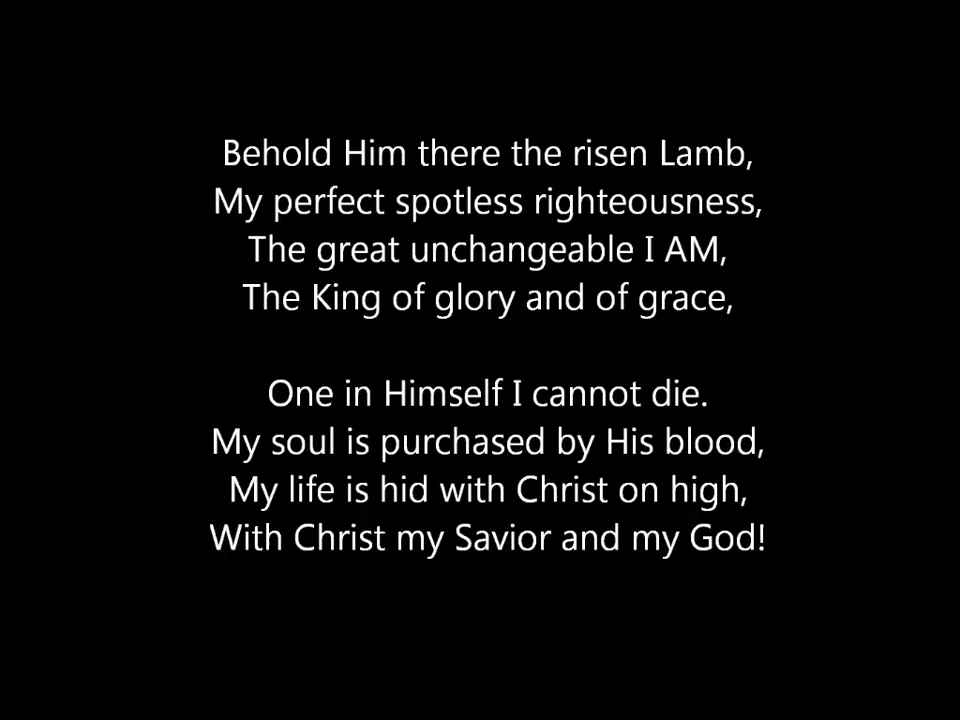 Behold Him there the risen Lamb,
My perfect spotless righteousness,
The great unchangeable I AM,
The King of glory and of grace,
One in Himself I cannot die.
My soul is purchased by His blood,
My life is hid with Christ on high,
With Christ my Savior and my God!